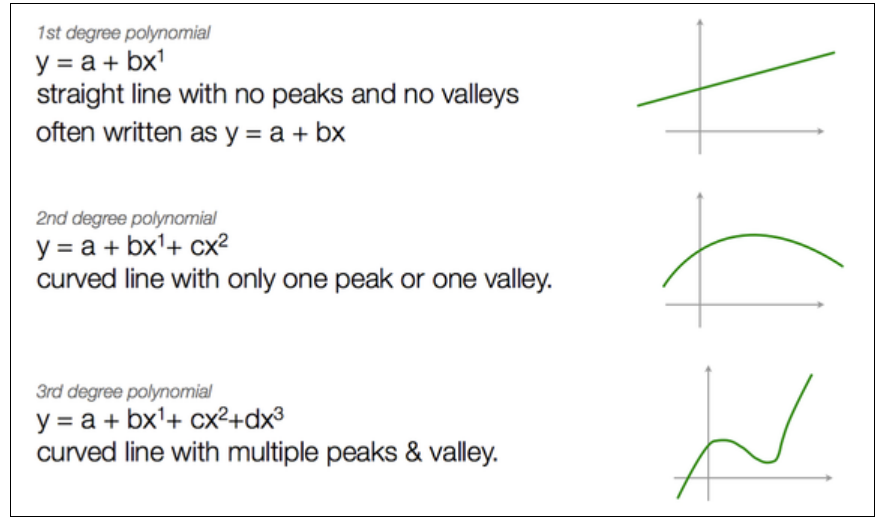 1st degree polynomial
y = a + bx¹
straight line with no peaks and no valleys
often written as y = a + bx
2nd degree polynomial
y = a + bx¹+ cx²
curved line with only one peak or one valley.
3rd degree polynomial
y = a + bx¹+ cx²+dx³
curved line with multiple peaks & valley.